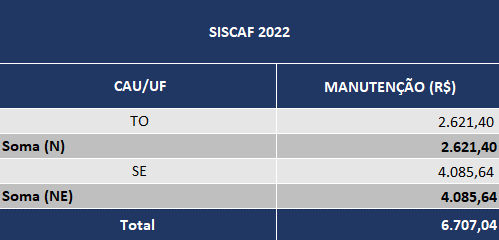 SISCAF 2022
CAU/UF MANUTENÇÃO (R$)
TO 2.621,40
Soma (N) 2.621,40
SE 4.085,64
Soma (NE) 4.085,64
Total 6.707,04